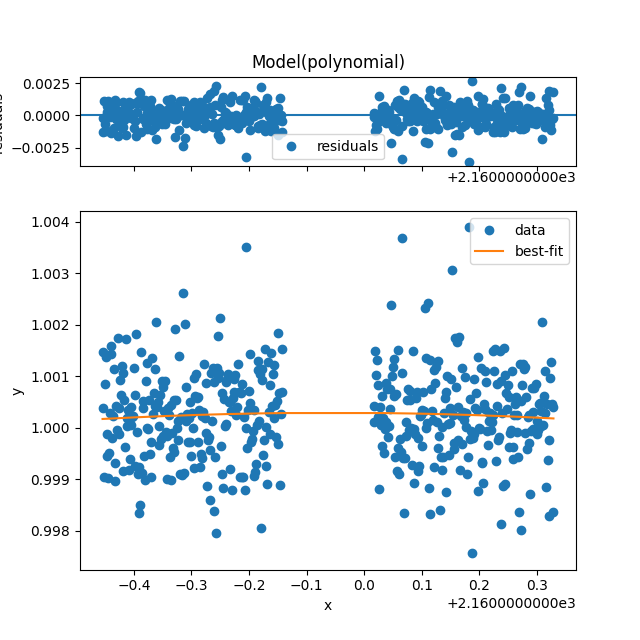 Model(polynomial)
0.0025
0.0000
−0.0025
residuals
residuals
+2.1600000000e3
1.004
1.003
1.002
1.001
1.000
0.999
0.998
y
data
best-fit
−0.4
−0.3
−0.2
−0.1
0.0
0.1
0.2
0.3
x
+2.1600000000e3